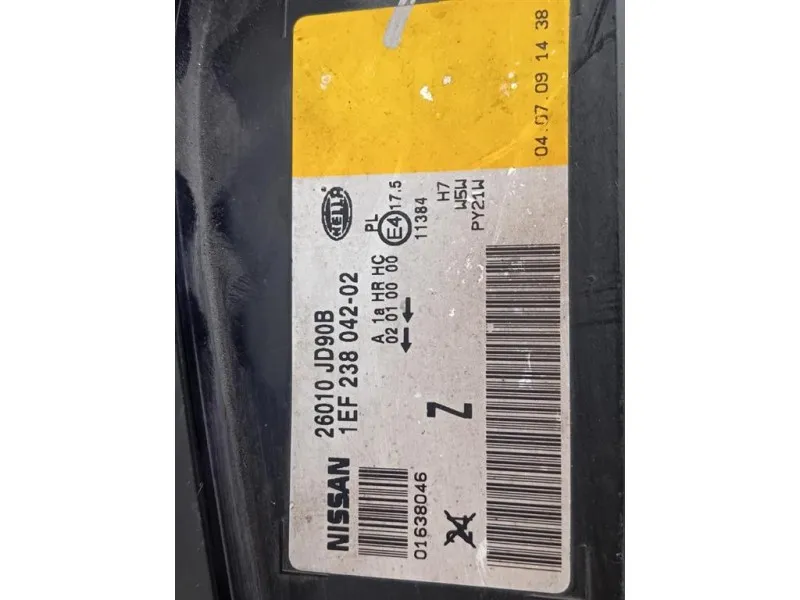 NISSAN
26010 JD90B
1EF 238 042-02
HELLA
PL
E4 17.5
A 1a HR HC
02 01 00 00
11384
01638046
24
Z
H7
W5W
PY21W
04.07.09 14 38